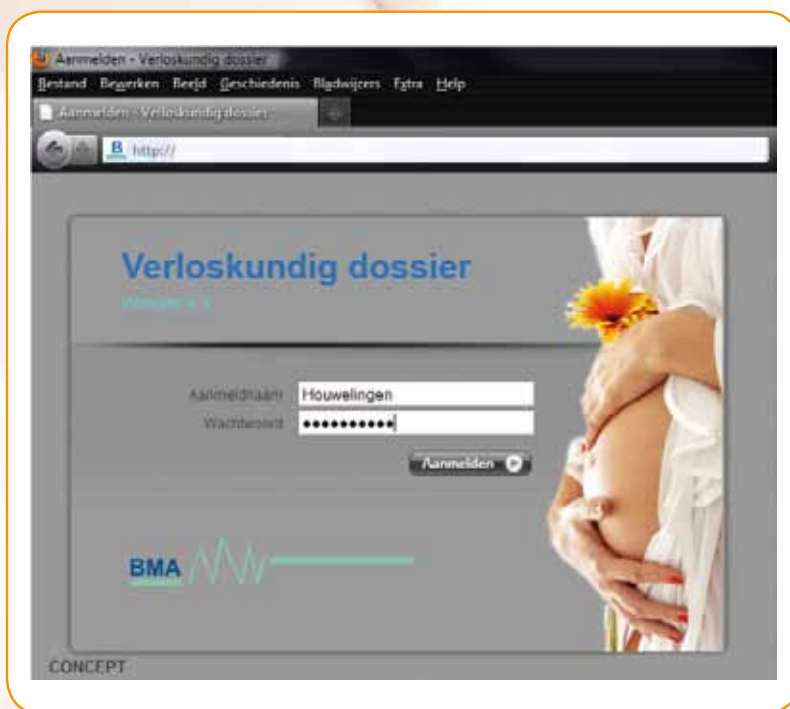 Aanmelden - Verloskundig dossier
Bestand Bewerken Beeld Geschiedenis Bladwijzers Extra Help
Aanmelden - Verloskundig dossier
B http://
Verloskundig dossier
Aanmeldnaam Houwelingen
Wachtwoord ●●●●●●●●●●
Aanmelden
BMA
CONCEPT